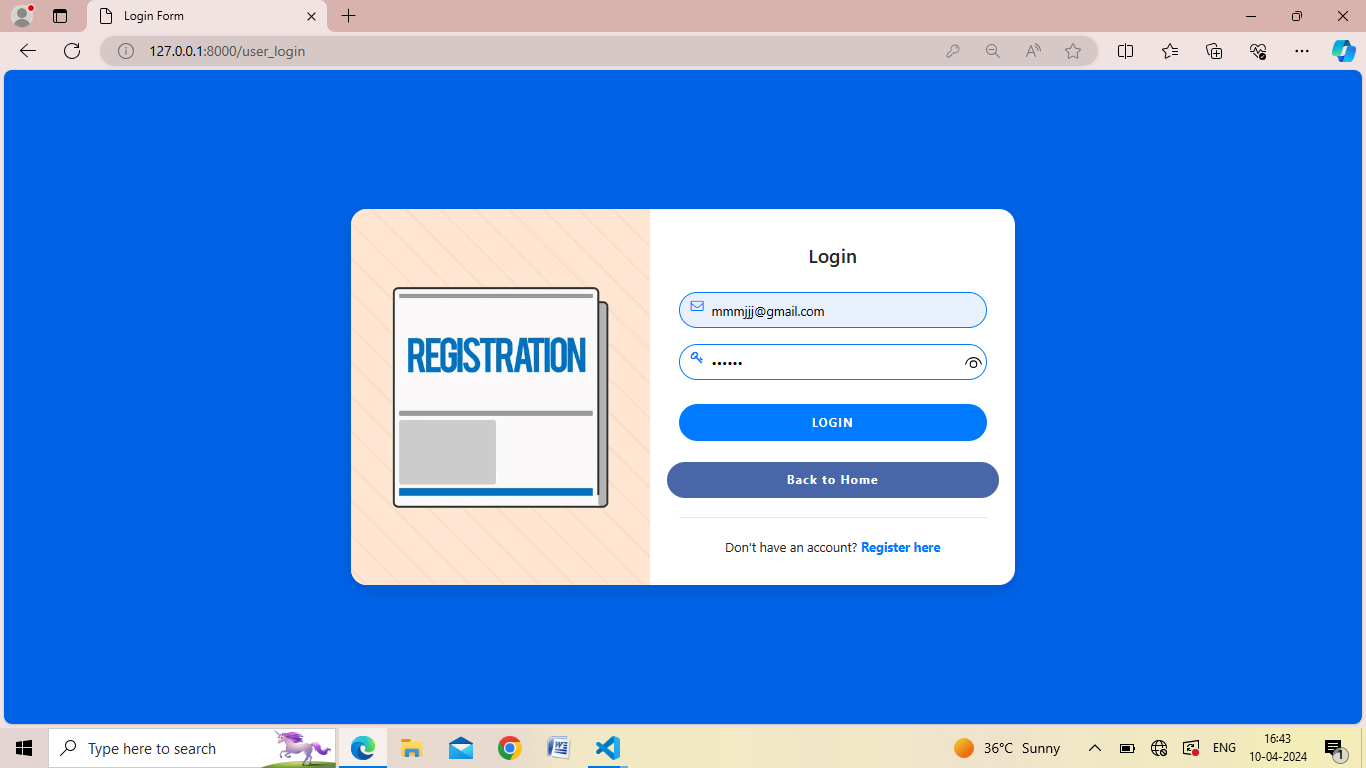 Login Form
127.0.0.1:8000/user_login
REGISTRATION
Login
mmmjjj@gmail.com
••••••
LOGIN
Back to Home
Don't have an account? Register here
Type here to search
36°C Sunny
ENG
16:43
10-04-2024
1